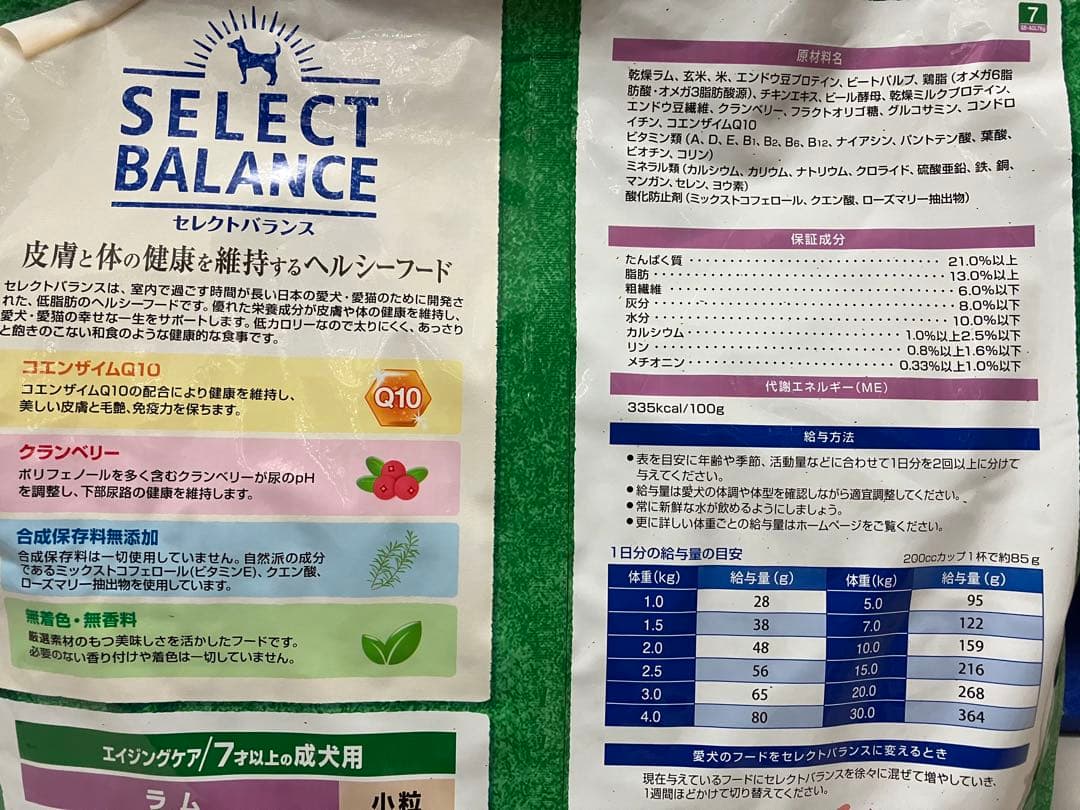 SELECT
BALANCE
セレクトバランス
皮膚と体の健康を維持するヘルシーフード
セレクトバランスは、室内で過ごす時間が長い日本の愛犬・愛猫のために開発さ
れた、低脂肪のヘルシーフードです。優れた栄養成分が皮膚や体の健康を維持し、
愛犬・愛猫の幸せな一生をサポートします。低カロリーなので太りにくく、あっさり
と飽きのこない和食のような健康的な食事です。
コエンザイムQ10
コエンザイムQ10の配合により健康を維持し、
美しい皮膚と毛艶、免疫力を保ちます。
Q10
クランベリー
ポリフェノールを多く含むクランベリーが尿のpH
を調整し、下部尿路の健康を維持します。
合成保存料無添加
合成保存料は一切使用していません。自然派の成分
であるミックストコフェロール(ビタミンE)、クエン酸、
ローズマリー抽出物を使用しています。
無着色・無香料
厳選素材のもつ美味しさを活かしたフードです。
必要のない香り付けや着色は一切していません。
エイジングケア/7才以上の成犬用
ラム
小粒
7
原材料名
乾燥ラム、玄米、米、エンドウ豆プロテイン、ビートパルプ、鶏脂(オメガ6脂
肪酸・オメガ3脂肪酸源)、チキンエキス、ビール酵母、乾燥ミルクプロテイン、
エンドウ豆繊維、クランベリー、フラクトオリゴ糖、グルコサミン、コンドロ
イチン、コエンザイムQ10
ビタミン類(A、D、E、B1、B2、B6、B12、ナイアシン、パントテン酸、葉酸、
ビオチン、コリン)
ミネラル類(カルシウム、カリウム、ナトリウム、クロライド、硫酸亜鉛、鉄、銅、
マンガン、セレン、ヨウ素)
酸化防止剤(ミックストコフェロール、クエン酸、ローズマリー抽出物)
保証成分
たんぱく質 21.0%以上
脂肪 13.0%以上
粗繊維 6.0%以下
灰分 8.0%以下
水分 10.0%以下
カルシウム 1.0%以上2.5%以下
リン 0.8%以上1.6%以下
メチオニン 0.33%以上1.0%以下
代謝エネルギー(ME)
335kcal/100g
給与方法
●表を目安に年齢や季節、活動量などに合わせて1日分を2回以上に分けて
与えてください。
●給与量は愛犬の体調や体型を確認しながら適宜調整してください。
●常に新鮮な水が飲めるようにしましょう。
●更に詳しい体重ごとの給与量はホームページをご覧ください。
1日分の給与量の目安 200ccカップ1杯で約85g
体重(kg) 給与量(g) 体重(kg) 給与量(g)
1.0 28 5.0 95
1.5 38 7.0 122
2.0 48 10.0 159
2.5 56 15.0 216
3.0 65 20.0 268
4.0 80 30.0 364
愛犬のフードをセレクトバランスに変えるとき
現在与えているフードにセレクトバランスを徐々に混ぜて増やしていき、
1週間ほどかけて切り替えてください。